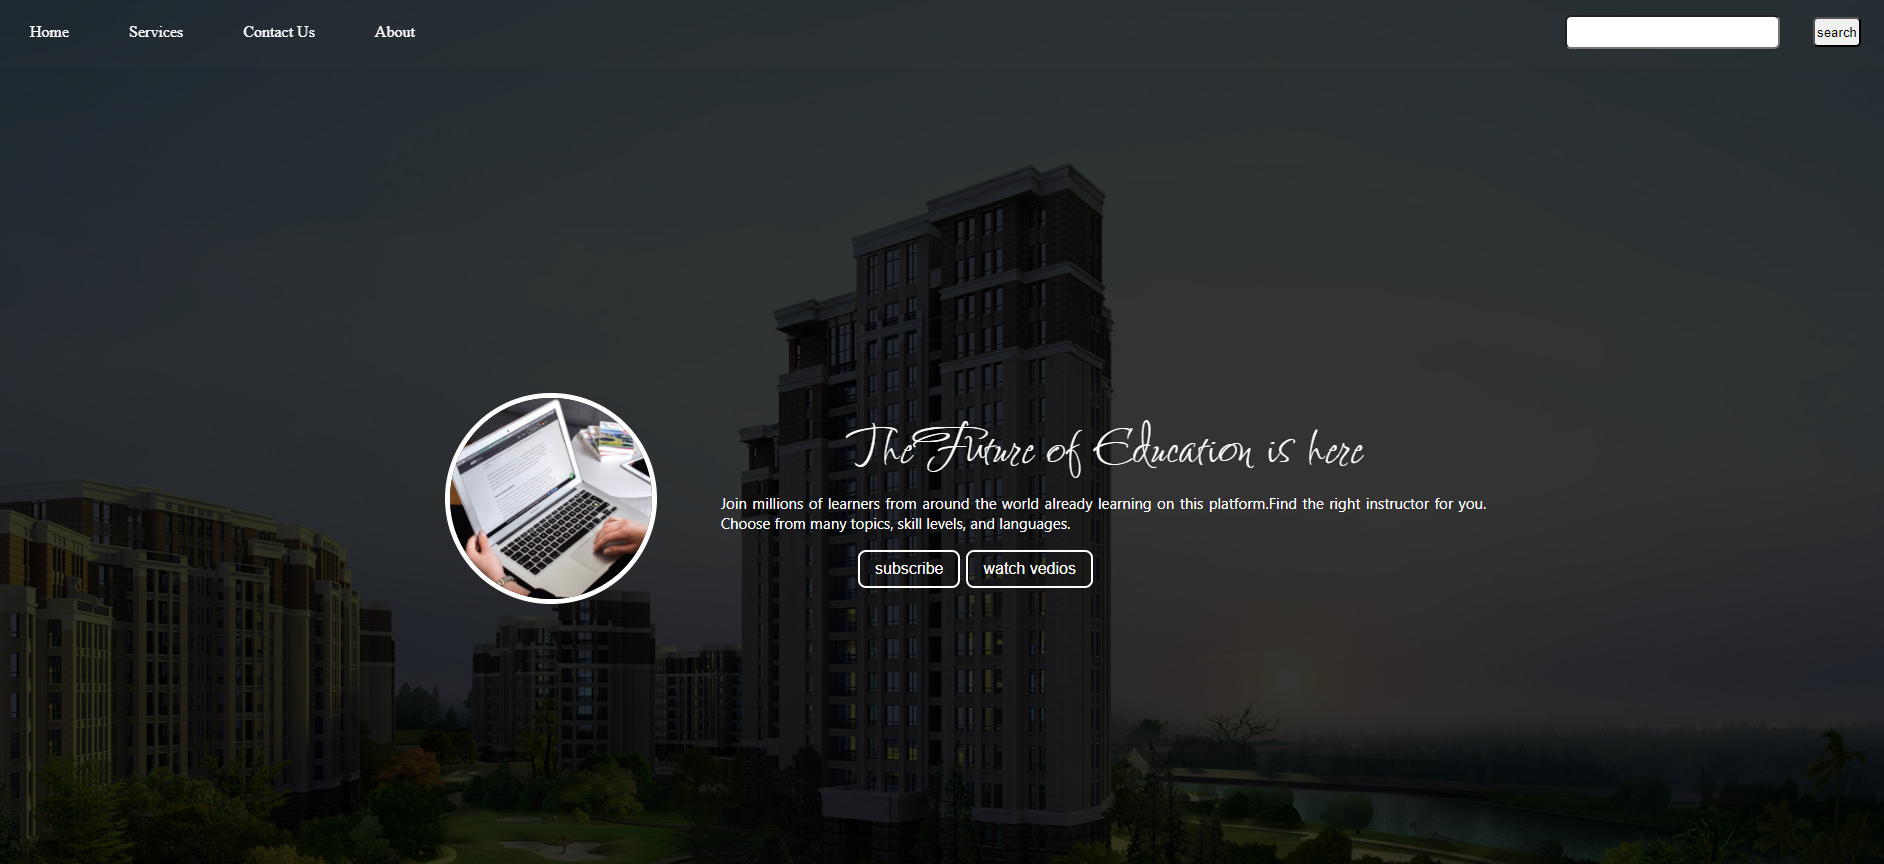 Home Services Contact Us About search
The Future of Education is here
Join millions of learners from around the world already learning on this platform.Find the right instructor for you.
Choose from many topics, skill levels, and languages.
subscribe watch vedios